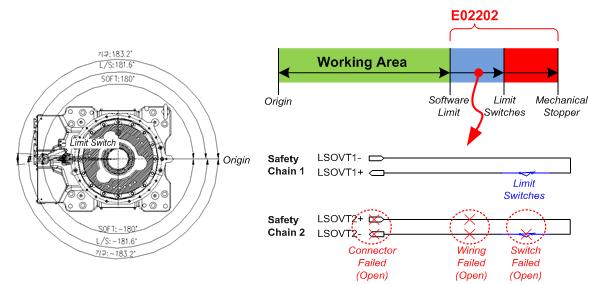 기구:183.2°
L/S:181.6°
SOFT:180°
Limit Switch
Origin
SOFT:-180°
L/S:-181.6°
기구:-183.2°
E02202
Working Area
Origin
Software Limit
Limit Switches
Mechanical Stopper
Safety Chain 1
LSOVT1-
LSOVT1+
Limit Switches
Safety Chain 2
LSOVT2+
LSOVT2-
Connector Failed (Open)
Wiring Failed (Open)
Switch Failed (Open)